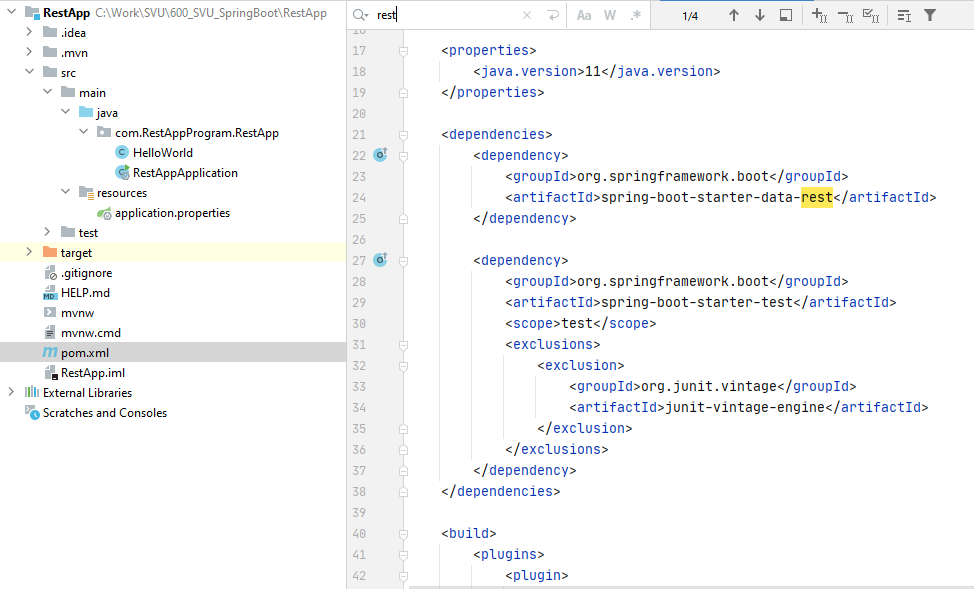 RestApp C:\Work\SVU\600_SVU_SpringBoot\RestApp
.idea
.mvn
src
main
java
com.RestAppProgram.RestApp
HelloWorld
RestAppApplication
resources
application.properties
test
target
.gitignore
HELP.md
mvnw
mvnw.cmd
pom.xml
RestApp.iml
External Libraries
Scratches and Consoles
rest Aa W .* 1/4
16
17 <properties>
18 <java.version>11</java.version>
19 </properties>
20
21 <dependencies>
22 <dependency>
23 <groupId>org.springframework.boot</groupId>
24 <artifactId>spring-boot-starter-data-rest</artifactId>
25 </dependency>
26
27 <dependency>
28 <groupId>org.springframework.boot</groupId>
29 <artifactId>spring-boot-starter-test</artifactId>
30 <scope>test</scope>
31 <exclusions>
32 <exclusion>
33 <groupId>org.junit.vintage</groupId>
34 <artifactId>junit-vintage-engine</artifactId>
35 </exclusion>
36 </exclusions>
37 </dependency>
38 </dependencies>
39
40 <build>
41 <plugins>
42 <plugin>